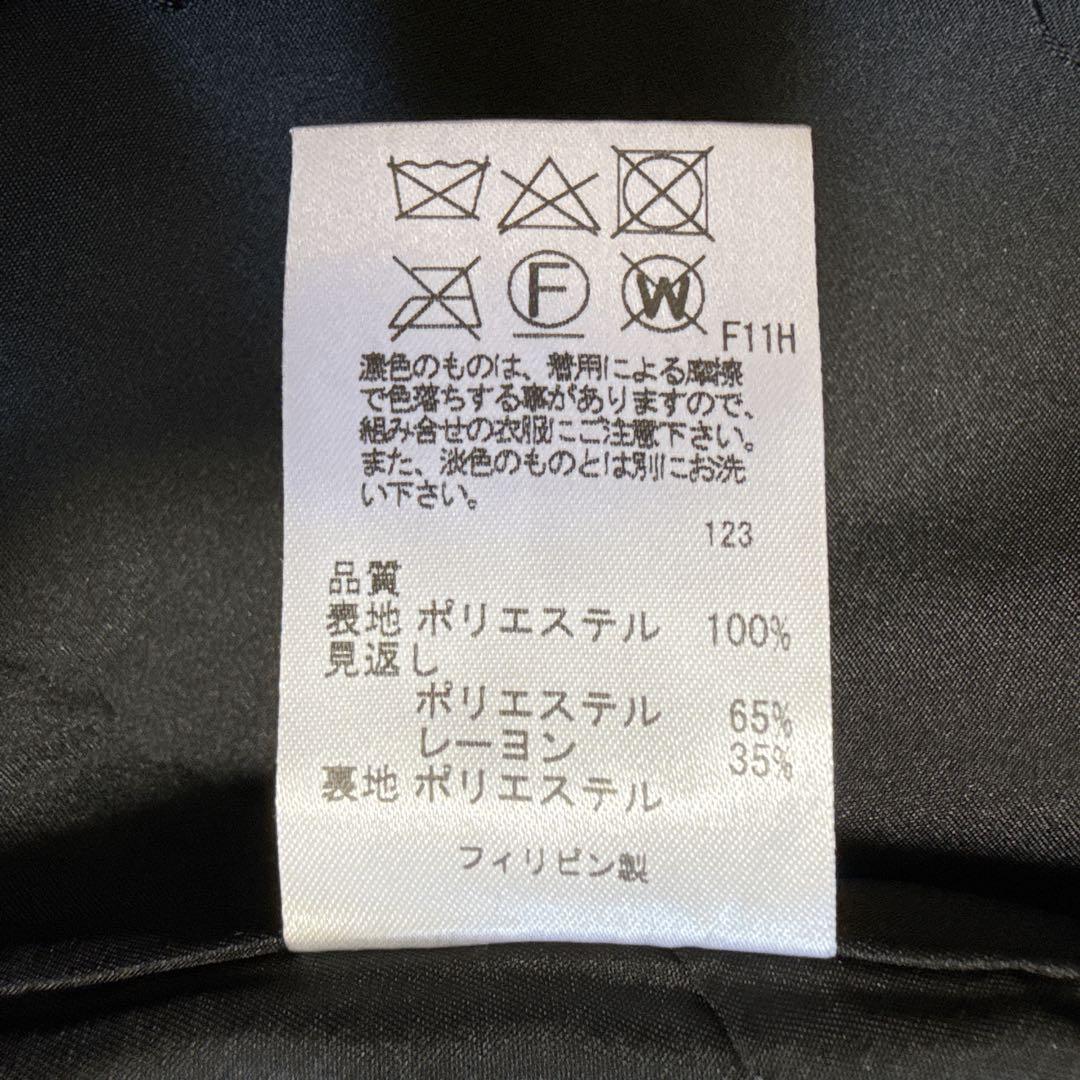 F
W
F11H
濃色のものは、着用による摩擦
で色落ちする事がありますので、
組み合せの衣服にご注意下さい。
また、淡色のものとは別にお洗
い下さい。
123
品質
表地 ポリエステル 100%
見返し
ポリエステル 65%
レーヨン 35%
裏地 ポリエステル
フィリピン製